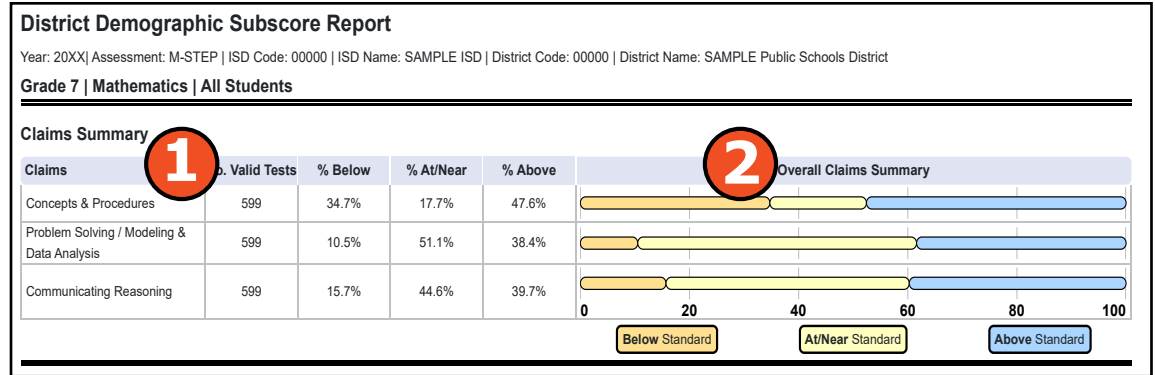 District Demographic Subscore Report
Year: 20XX| Assessment: M-STEP | ISD Code: 00000 | ISD Name: SAMPLE ISD | District Code: 00000 | District Name: SAMPLE Public Schools District
Grade 7 | Mathematics | All Students
Claims Summary
1
2
Claims . Valid Tests % Below % At/Near % Above Overall Claims Summary
Concepts & Procedures 599 34.7% 17.7% 47.6%
Problem Solving / Modeling &
Data Analysis 599 10.5% 51.1% 38.4%
Communicating Reasoning 599 15.7% 44.6% 39.7%
0 20 40 60 80 100
Below Standard At/Near Standard Above Standard